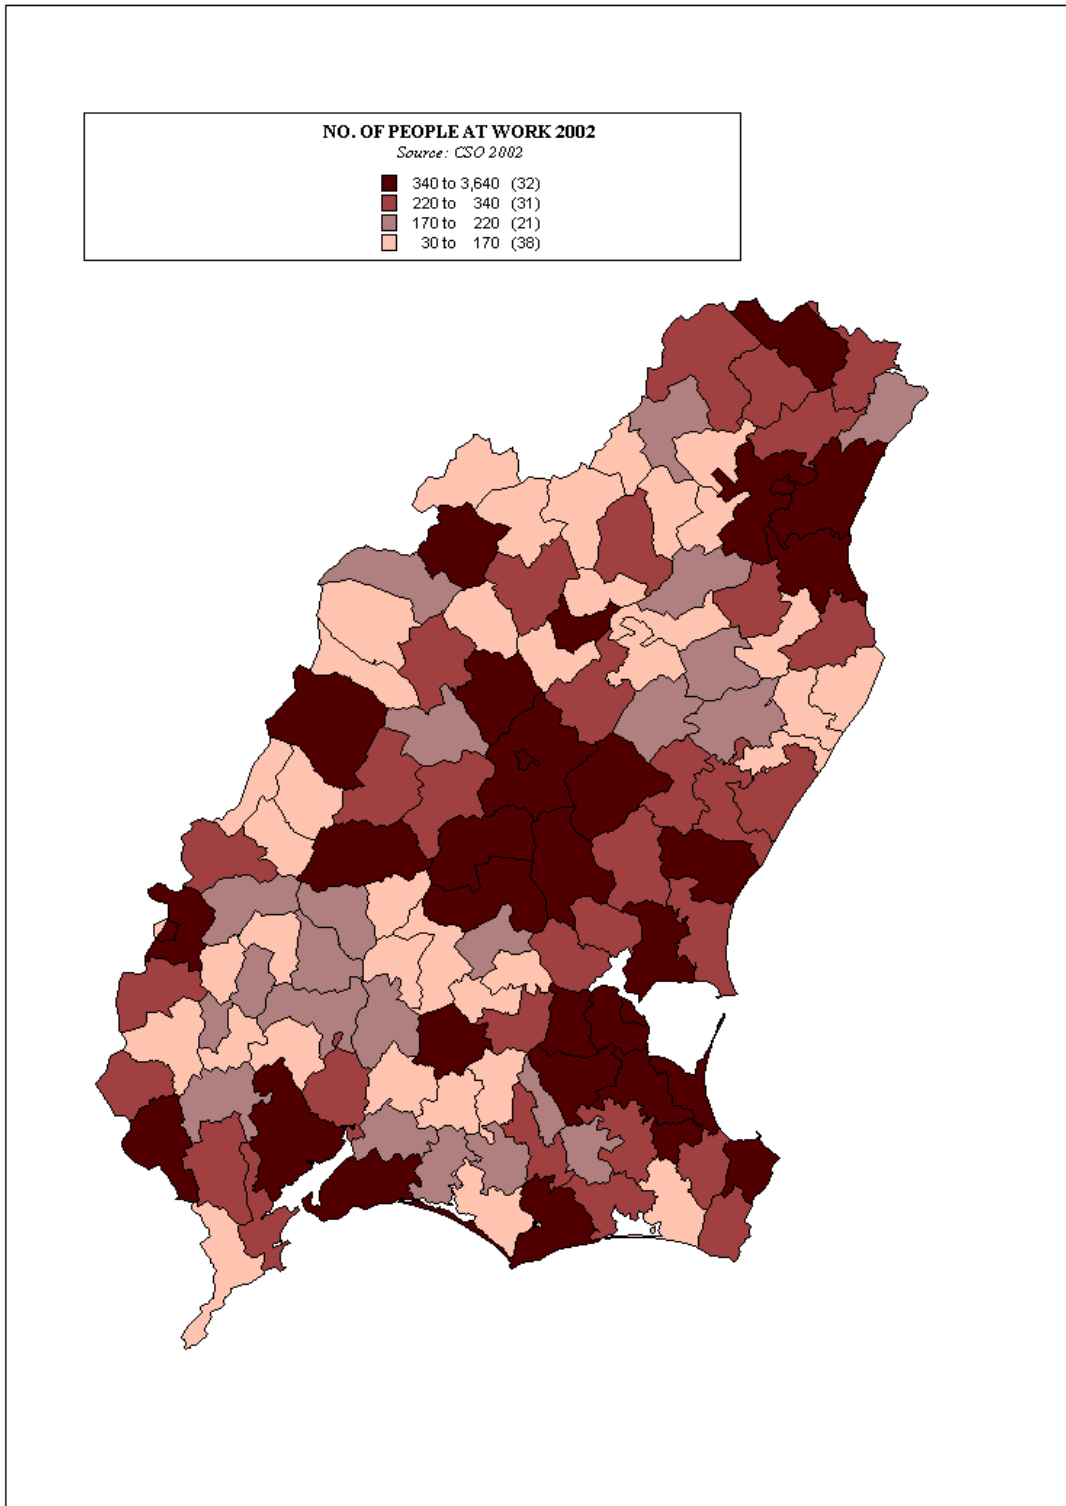 NO. OF PEOPLE AT WORK 2002
Source: CSO 2002
340 to 3,640 (32)
220 to 340 (31)
170 to 220 (21)
30 to 170 (38)